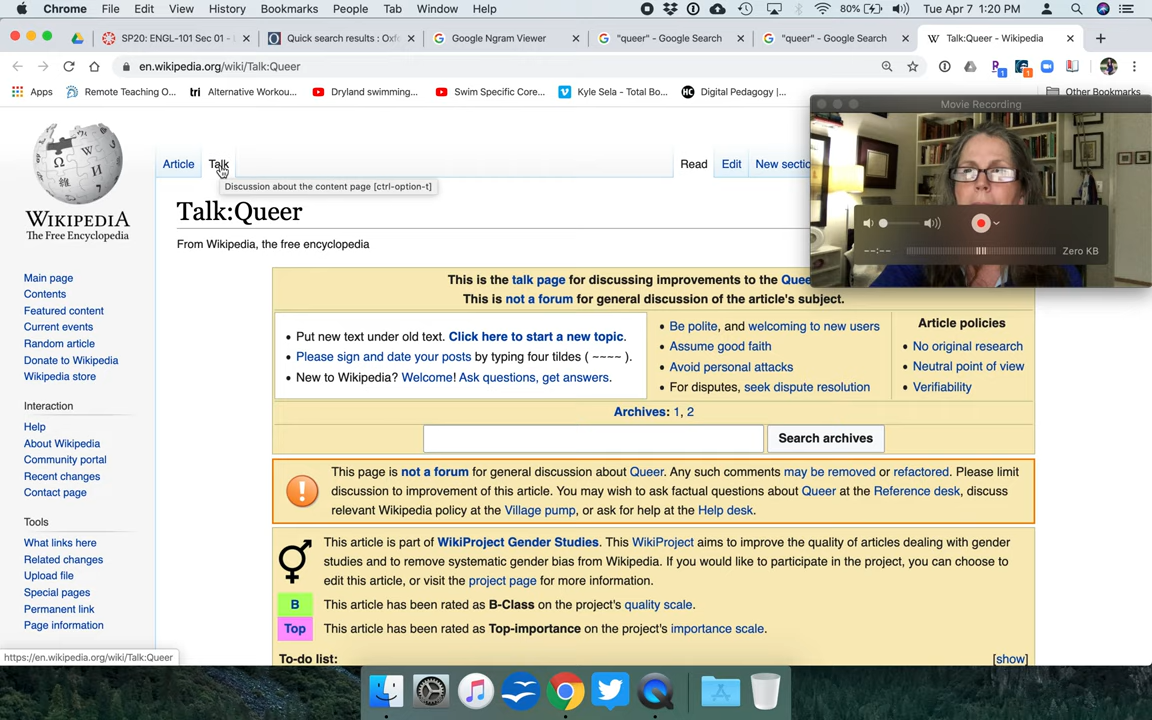 Chrome File Edit View History Bookmarks People Tab Window Help 80% Tue Apr 7 1:20 PM
SP20: ENGL-101 Sec 01 - Quick search results : Oxf Google Ngram Viewer "queer" - Google Search "queer" - Google Search Talk:Queer - Wikipedia
en.wikipedia.org/wiki/Talk:Queer
Apps Remote Teaching O... tri Alternative Workou... Dryland swimming... Swim Specific Core... Kyle Sela - Total Bo... HC Digital Pedagogy |... Other Bookmarks
Movie Recording
--:-- Zero KB
WIKIPEDIA
The Free Encyclopedia
Main page
Contents
Featured content
Current events
Random article
Donate to Wikipedia
Wikipedia store
Interaction
Help
About Wikipedia
Community portal
Recent changes
Contact page
Tools
What links here
Related changes
Upload file
Special pages
Permanent link
Page information
Article Talk Read Edit New sectio
Discussion about the content page [ctrl-option-t]
Talk:Queer
From Wikipedia, the free encyclopedia
This is the talk page for discussing improvements to the Quee
This is not a forum for general discussion of the article's subject.
• Put new text under old text. Click here to start a new topic.
• Please sign and date your posts by typing four tildes ( ~~~~ ).
• New to Wikipedia? Welcome! Ask questions, get answers.
• Be polite, and welcoming to new users
• Assume good faith
• Avoid personal attacks
• For disputes, seek dispute resolution
Article policies
• No original research
• Neutral point of view
• Verifiability
Archives: 1, 2
Search archives
This page is not a forum for general discussion about Queer. Any such comments may be removed or refactored. Please limit
discussion to improvement of this article. You may wish to ask factual questions about Queer at the Reference desk, discuss
relevant Wikipedia policy at the Village pump, or ask for help at the Help desk.
This article is part of WikiProject Gender Studies. This WikiProject aims to improve the quality of articles dealing with gender
studies and to remove systematic gender bias from Wikipedia. If you would like to participate in the project, you can choose to
edit this article, or visit the project page for more information.
B This article has been rated as B-Class on the project's quality scale.
Top This article has been rated as Top-importance on the project's importance scale.
To-do list: [show]
https://en.wikipedia.org/wiki/Talk:Queer